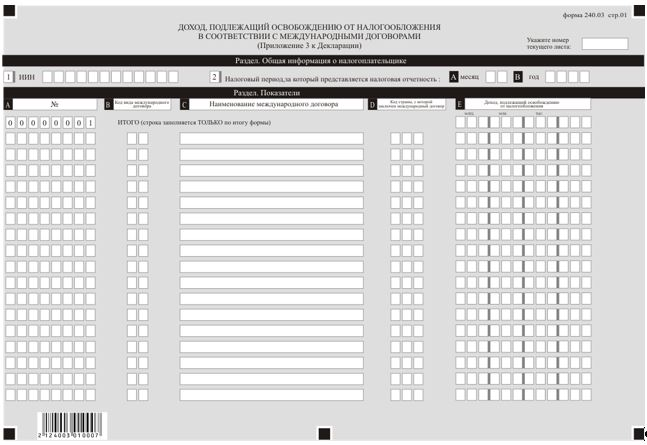 форма 240.03 стр.01
ДОХОД, ПОДЛЕЖАЩИЙ ОСВОБОЖДЕНИЮ ОТ НАЛОГООБЛОЖЕНИЯ
В СООТВЕТСТВИИ С МЕЖДУНАРОДНЫМИ ДОГОВОРАМИ
(Приложение 3 к Декларации)
Укажите номер
текущего листа:
Раздел. Общая информация о налогоплательщике
1 ИИН 2 Налоговый период,за который представляется налоговая отчетность : A месяц B год
Раздел. Показатели
A № B Код вида международного договора C Наименование международного договора D Код страны, с которой заключен международный договор E Доход, подлежащий освобождению от налогообложения
млрд млн тыс
0 0 0 0 0 0 0 1 ИТОГО (строка заполняется ТОЛЬКО по итогу формы)
2 124003 010007